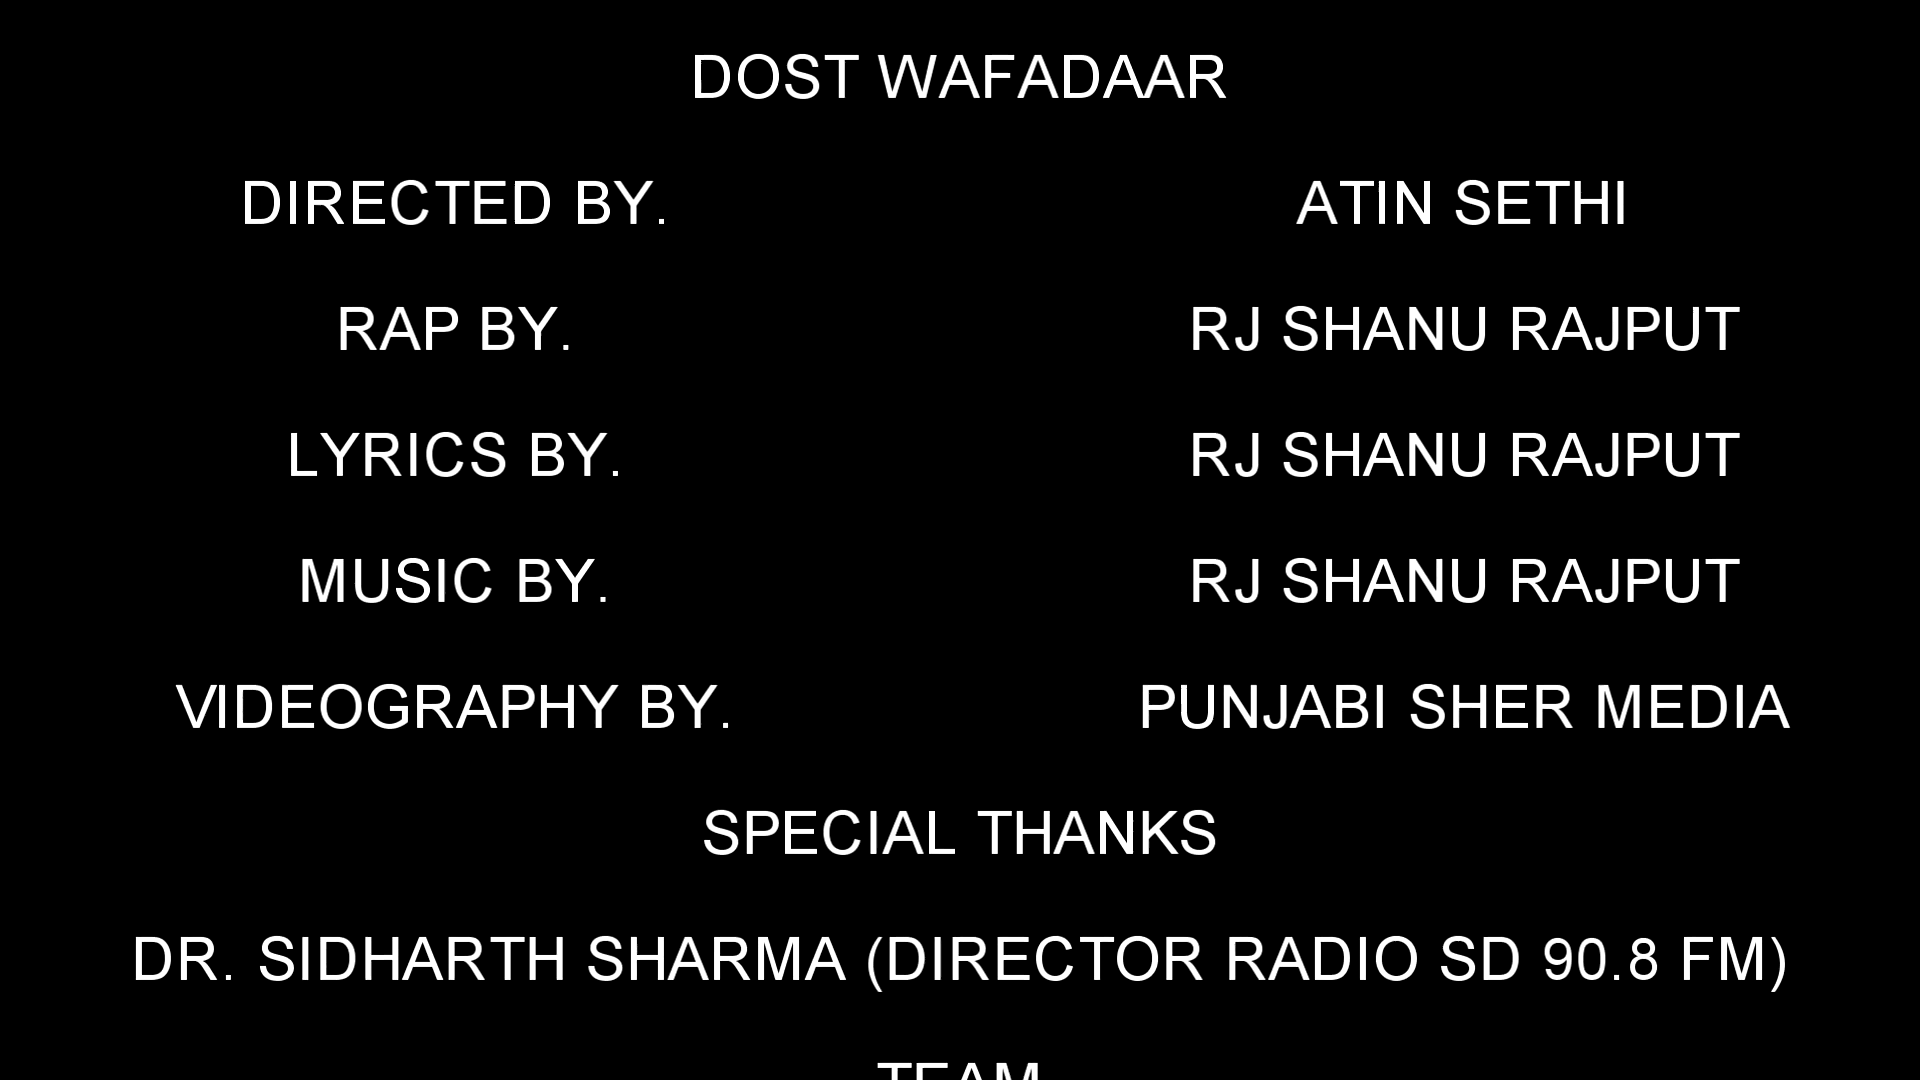 DOST WAFADAAR
DIRECTED BY. ATIN SETHI
RAP BY. RJ SHANU RAJPUT
LYRICS BY. RJ SHANU RAJPUT
MUSIC BY. RJ SHANU RAJPUT
VIDEOGRAPHY BY. PUNJABI SHER MEDIA
SPECIAL THANKS
DR. SIDHARTH SHARMA (DIRECTOR RADIO SD 90.8 FM)
TEAM